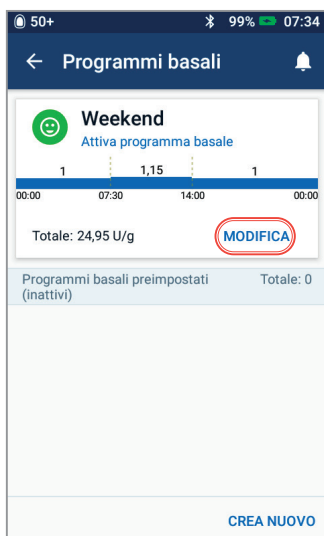 50+ 99% 07:34
Programmi basali
Weekend
Attiva programma basale
1 1,15 1
00:00 07:30 14:00 00:00
Totale: 24,95 U/g MODIFICA
Programmi basali preimpostati Totale: 0
(inattivi)
CREA NUOVO